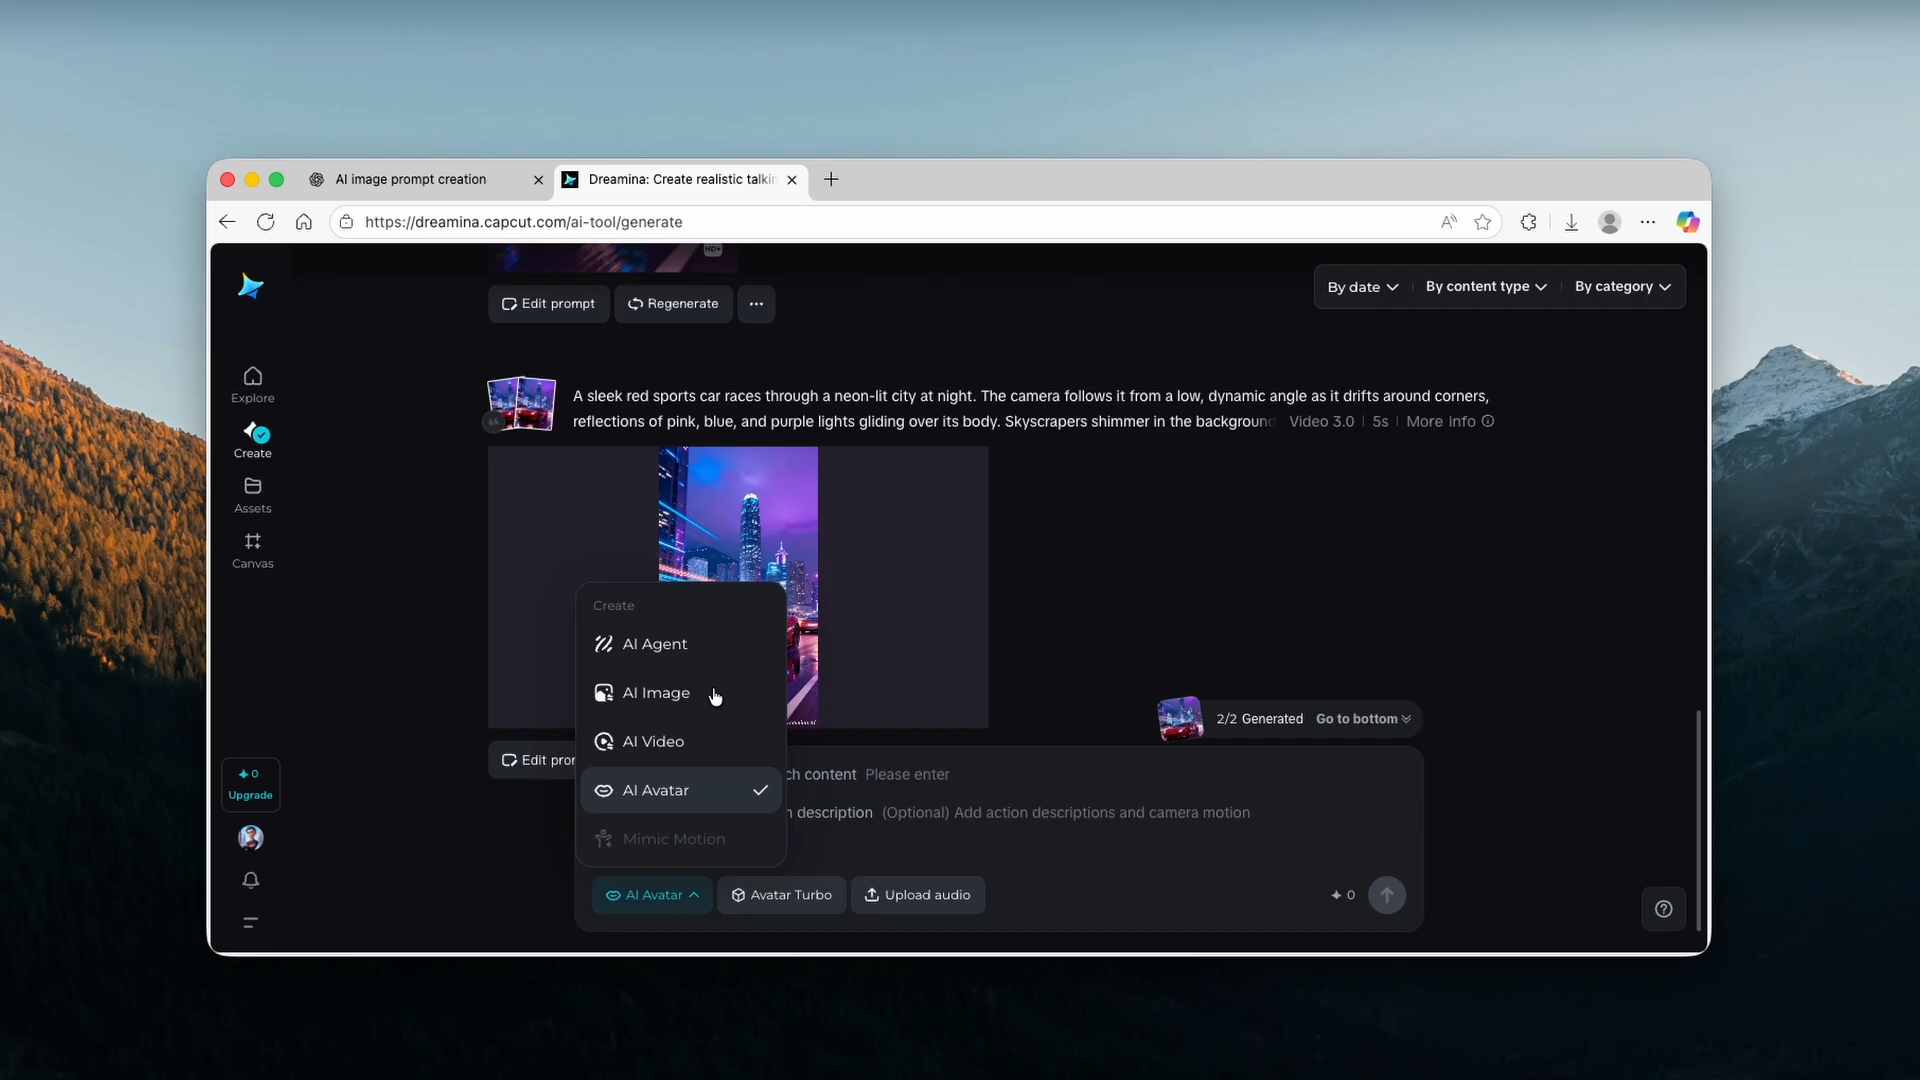 AI image prompt creation
Dreamina: Create realistic talkin
https://dreamina.capcut.com/ai-tool/generate
HD+
Edit prompt
Regenerate
By date
By content type
By category
Explore
Create
Assets
Canvas
A sleek red sports car races through a neon-lit city at night. The camera follows it from a low, dynamic angle as it drifts around corners,
reflections of pink, blue, and purple lights gliding over its body. Skyscrapers shimmer in the background Video 3.0 | 5s | More info
Create
AI Agent
AI Image
AI Video
AI Avatar
Mimic Motion
2/2 Generated Go to bottom
Edit pror
ch content Please enter
n description (Optional) Add action descriptions and camera motion
AI Avatar
Avatar Turbo
Upload audio
0
0
Upgrade